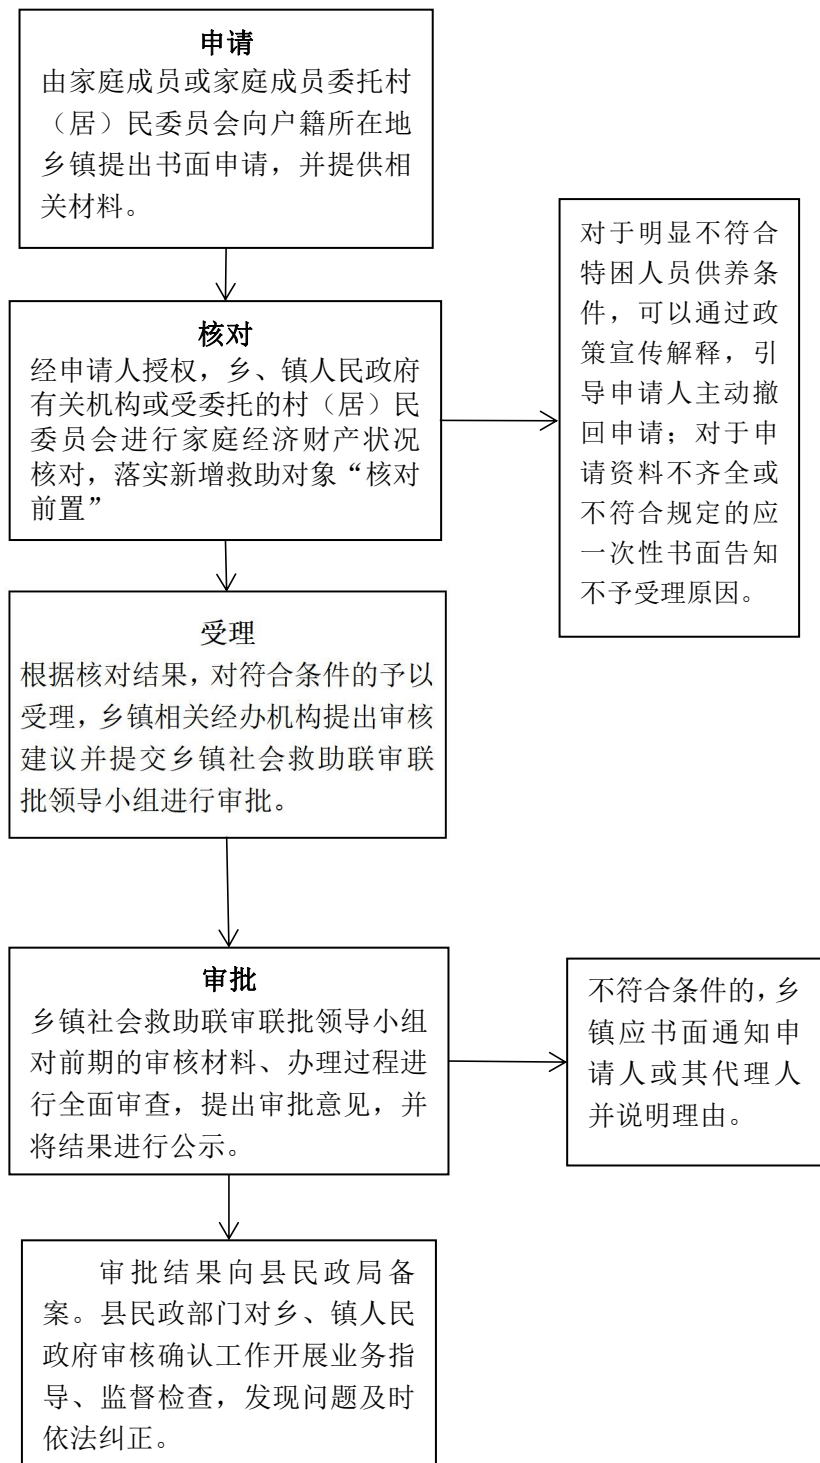 申请
由家庭成员或家庭成员委托村
（居）民委员会向户籍所在地
乡镇提出书面申请，并提供相
关材料。
核对
经申请人授权，乡、镇人民政府
有关机构或受委托的村（居）民
委员会进行家庭经济财产状况
核对，落实新增救助对象“核对
前置”
对于明显不符合
特困人员供养条
件，可以通过政
策宣传解释，引
导申请人主动撤
回申请；对于申
请资料不齐全或
不符合规定的应
一次性书面告知
不予受理原因。
受理
根据核对结果，对符合条件的予以
受理，乡镇相关经办机构提出审核
建议并提交乡镇社会救助联审联
批领导小组进行审批。
审批
乡镇社会救助联审联批领导小组
对前期的审核材料、办理过程进
行全面审查，提出审批意见，并
将结果进行公示。
不符合条件的，乡
镇应书面通知申
请人或其代理人
并说明理由。
审批结果向县民政局备
案。县民政部门对乡、镇人民
政府审核确认工作开展业务指
导、监督检查，发现问题及时
依法纠正。